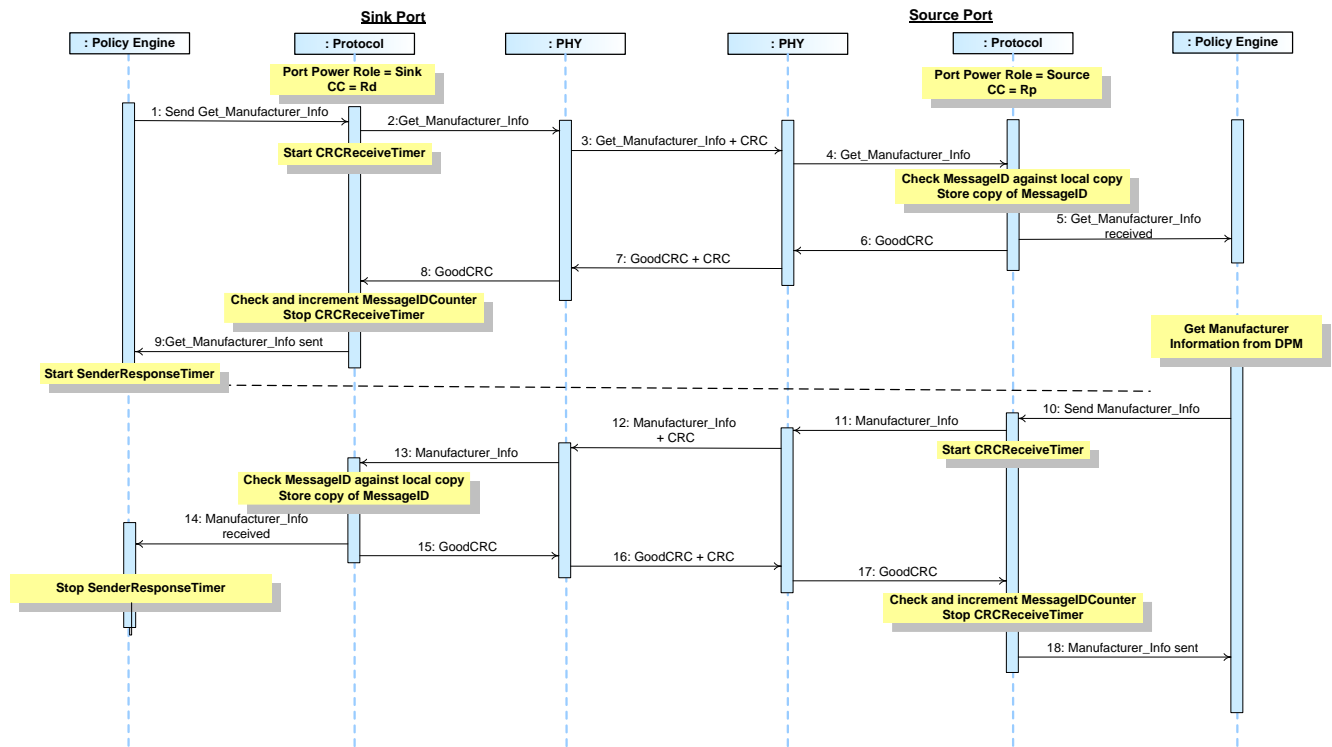 Sink Port
Source Port
: Policy Engine
: Protocol
: PHY
: PHY
: Protocol
: Policy Engine
Port Power Role = Sink
CC = Rd
Port Power Role = Source
CC = Rp
1: Send Get_Manufacturer_Info
2:Get_Manufacturer_Info
Start CRCReceiveTimer
3: Get_Manufacturer_Info + CRC
4: Get_Manufacturer_Info
Check MessageID against local copy
Store copy of MessageID
5: Get_Manufacturer_Info
received
6: GoodCRC
7: GoodCRC + CRC
8: GoodCRC
Check and increment MessageIDCounter
Stop CRCReceiveTimer
9:Get_Manufacturer_Info sent
Start SenderResponseTimer
Get Manufacturer
Information from DPM
10: Send Manufacturer_Info
11: Manufacturer_Info
Start CRCReceiveTimer
12: Manufacturer_Info
+ CRC
13: Manufacturer_Info
Check MessageID against local copy
Store copy of MessageID
14: Manufacturer_Info
received
15: GoodCRC
16: GoodCRC + CRC
17: GoodCRC
Stop SenderResponseTimer
Check and increment MessageIDCounter
Stop CRCReceiveTimer
18: Manufacturer_Info sent